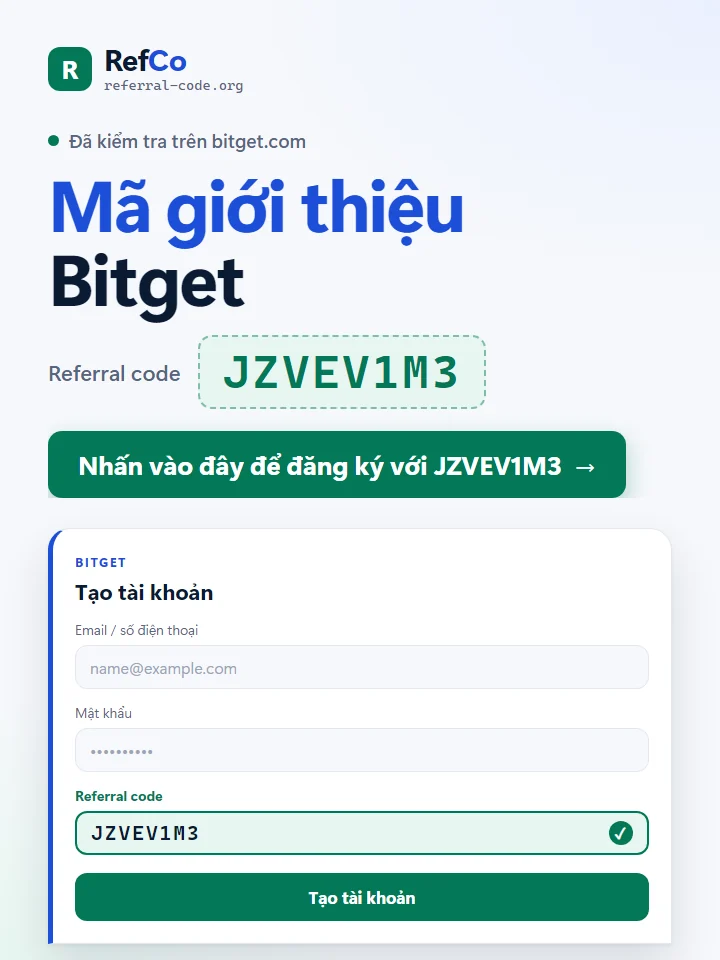 R
RefCo
referral-code.org
Đã kiểm tra trên bitget.com
Mã giới thiệu
Bitget
Referral code JZVEV1M3
Nhấn vào đây để đăng ký với JZVEV1M3 →
BITGET
Tạo tài khoản
Email / số điện thoại
name@example.com
Mật khẩu
••••••••••
Referral code
JZVEV1M3
Tạo tài khoản